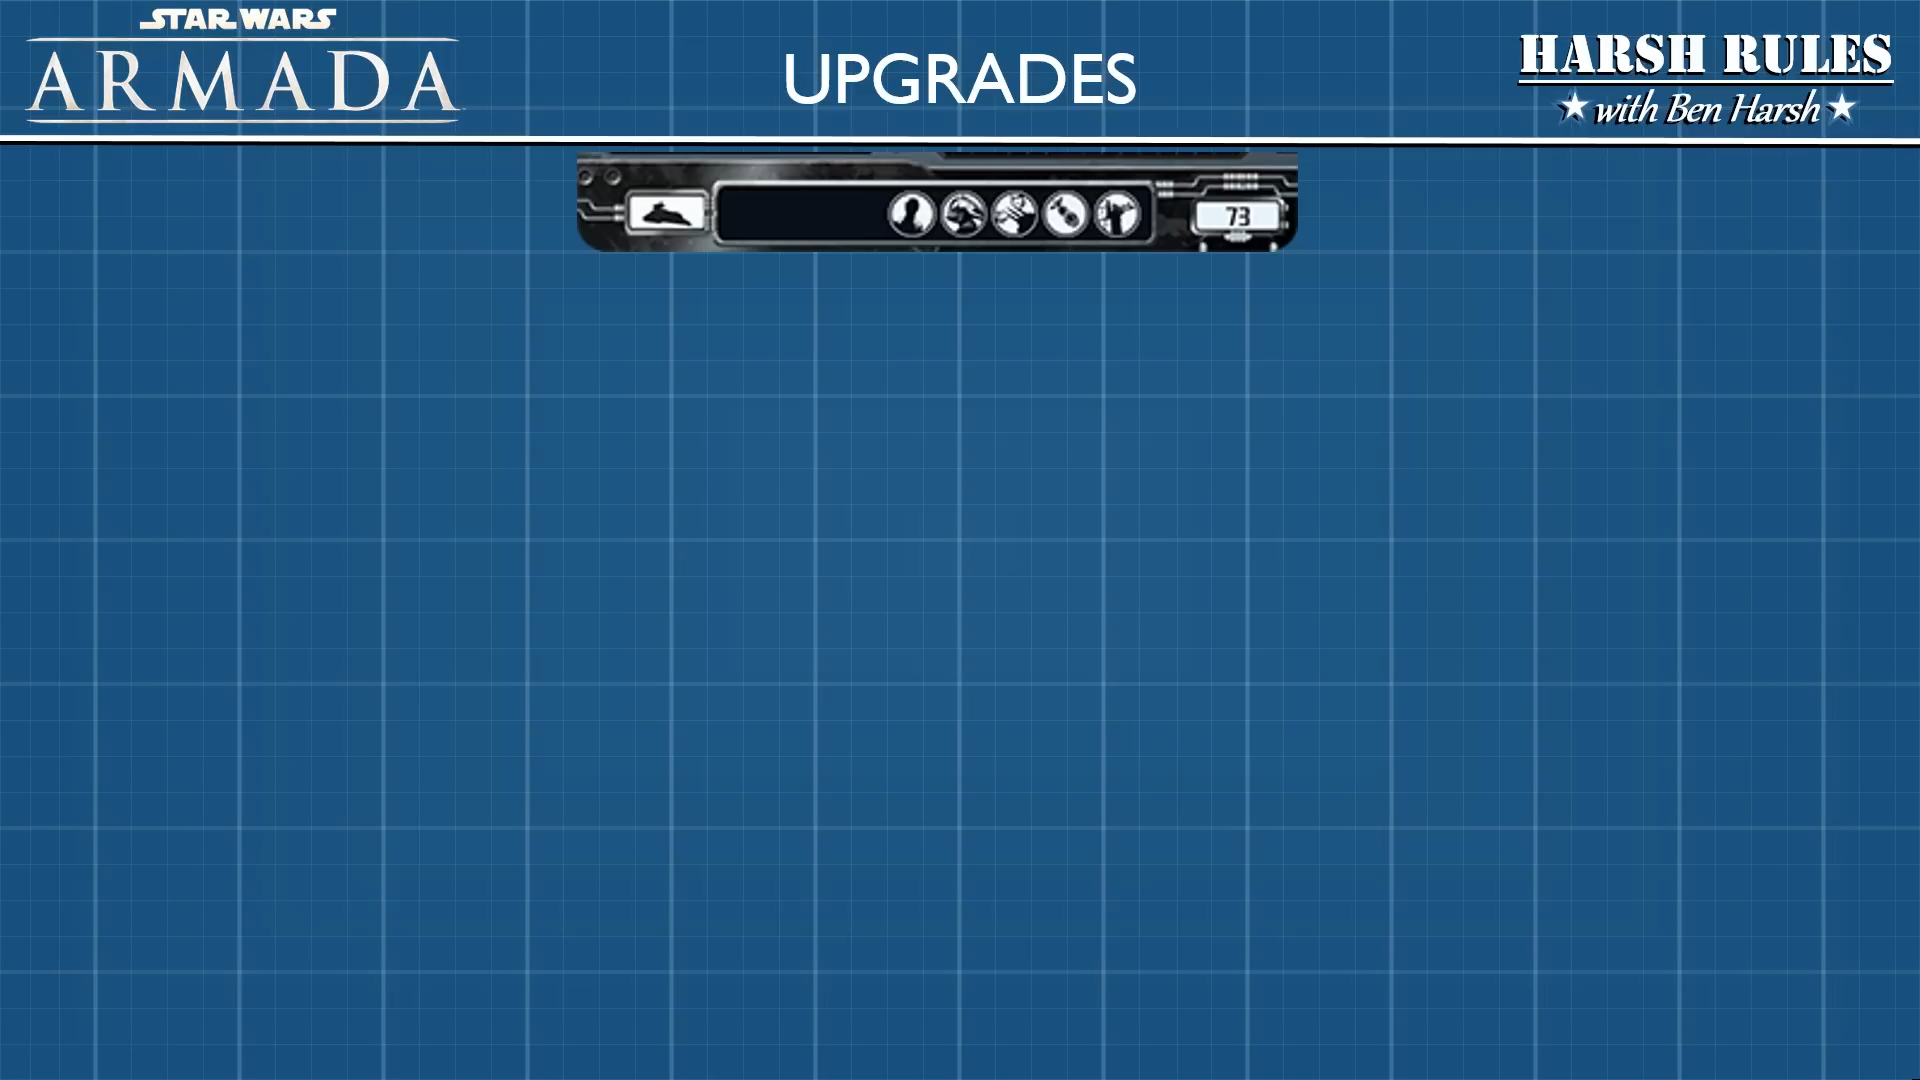 STAR WARS
ARMADA
UPGRADES
HARSH RULES
with Ben Harsh
73